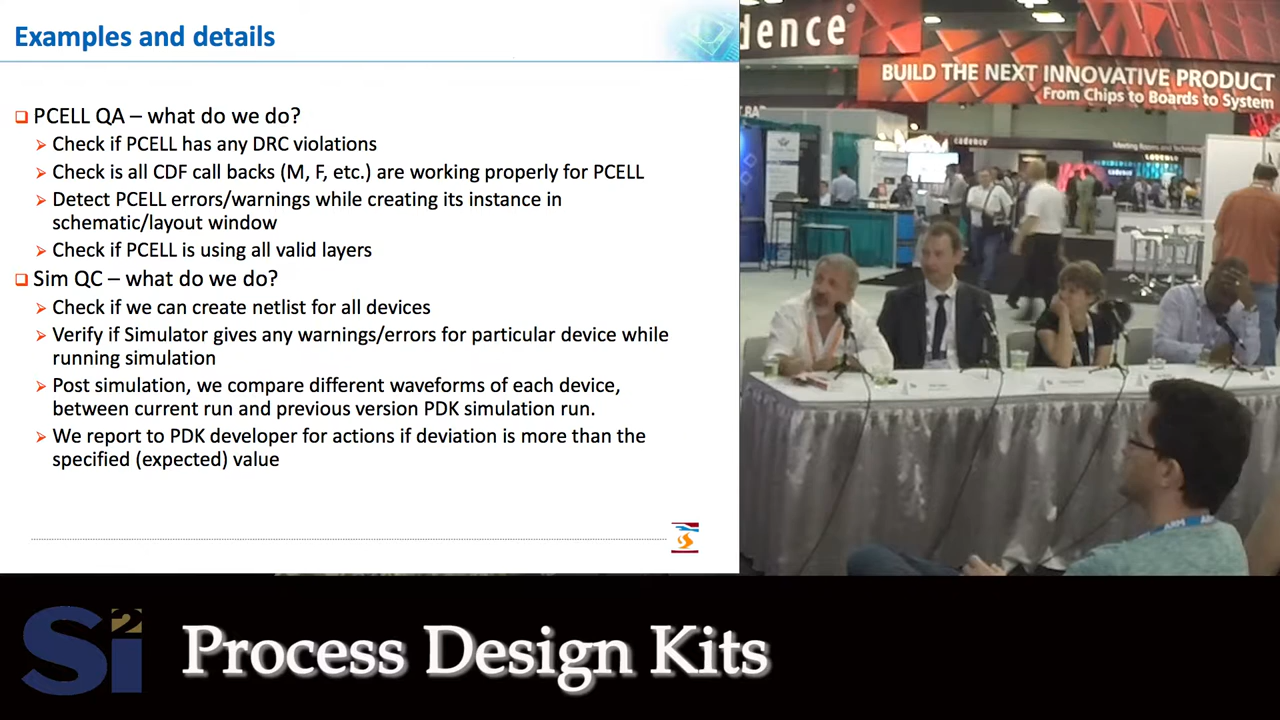 Examples and details
PCELL QA – what do we do?
Check if PCELL has any DRC violations
Check is all CDF call backs (M, F, etc.) are working properly for PCELL
Detect PCELL errors/warnings while creating its instance in
schematic/layout window
Check if PCELL is using all valid layers
Sim QC – what do we do?
Check if we can create netlist for all devices
Verify if Simulator gives any warnings/errors for particular device while
running simulation
Post simulation, we compare different waveforms of each device,
between current run and previous version PDK simulation run.
We report to PDK developer for actions if deviation is more than the
specified (expected) value
dence®
BUILD THE NEXT INNOVATIVE PRODUCT
From Chips to Boards to System
cadence
Meeting Rooms and
cadence
ARM
Si2
Process Design Kits